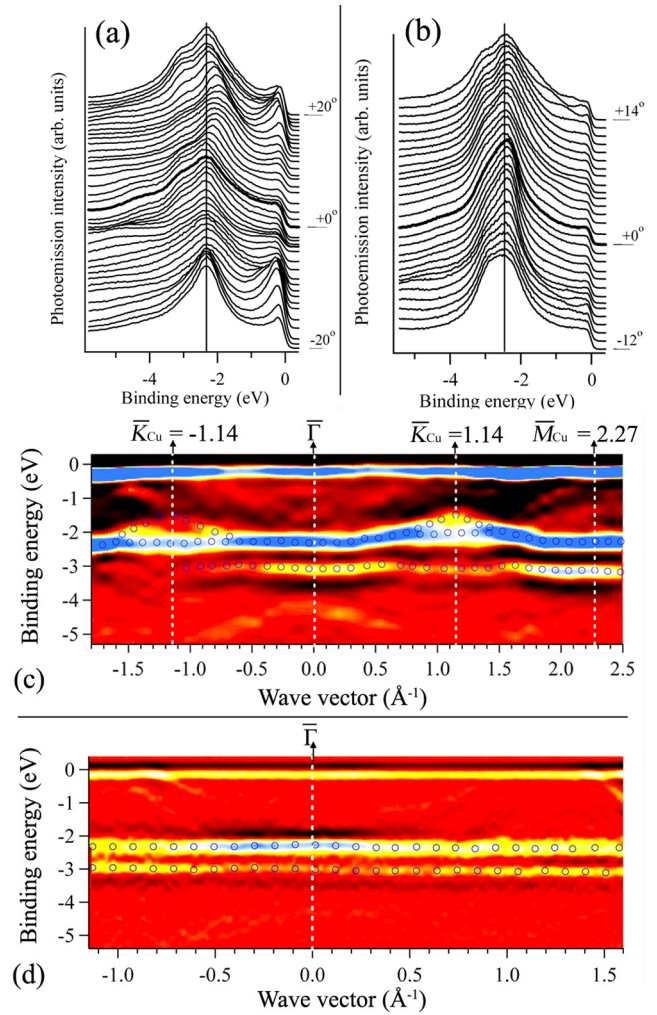 (a)
Photoemission intensity (arb. units)
+20°
+0°
-20°
-4 -2 0
Binding energy (eV)
(b)
Photoemission intensity (arb. units)
+14°
+0°
-12°
-4 -2 0
Binding energy (eV)
K̅Cu = -1.14 Γ̅ K̅Cu =1.14 M̅Cu = 2.27
Binding energy (eV)
0
-1
-2
-3
-4
-5
-1.5 -1.0 -0.5 0.0 0.5 1.0 1.5 2.0 2.5
(c)
Wave vector (Å-1)
Γ̅
Binding energy (eV)
0
-1
-2
-3
-4
-5
-1.0 -0.5 0.0 0.5 1.0 1.5
(d)
Wave vector (Å-1)